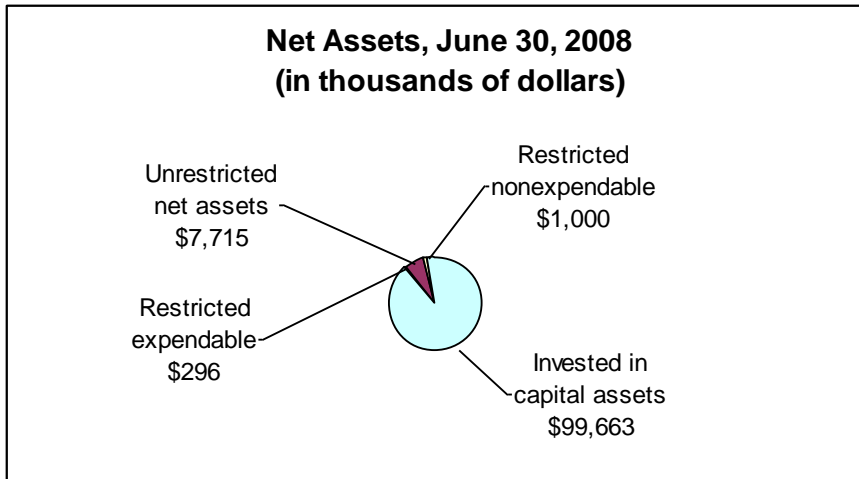 Net Assets, June 30, 2008
(in thousands of dollars)
Unrestricted
net assets
$7,715
Restricted
nonexpendable
$1,000
Restricted
expendable
$296
Invested in
capital assets
$99,663